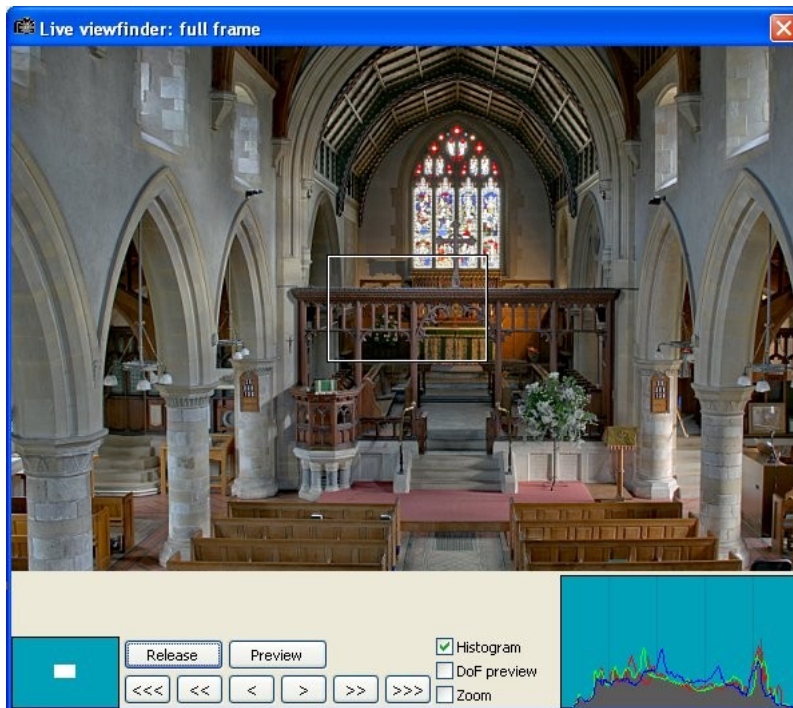 Live viewfinder: full frame
Release Preview
<<< << < > >> >>>
Histogram
DoF preview
Zoom